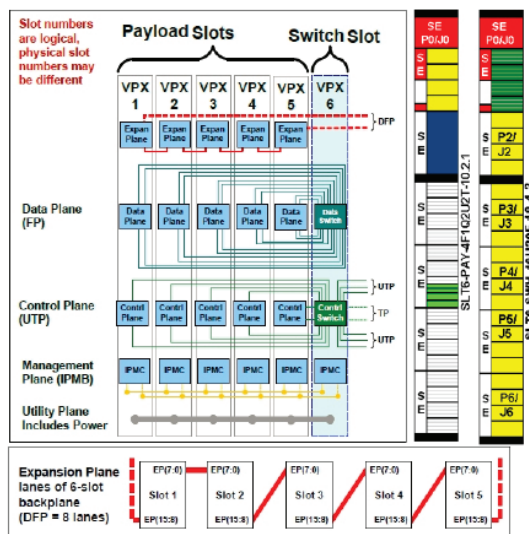 Slot numbers
are logical,
physical slot
numbers may
be different
Payload Slots
Switch Slot
VPX
1
VPX
2
VPX
3
VPX
4
VPX
5
VPX
6
Expan
Plane
Expan
Plane
Expan
Plane
Expan
Plane
Expan
Plane
DFP
Data Plane
(FP)
Data
Plane
Data
Plane
Data
Plane
Data
Plane
Data
Plane
Data
Switch
UTP
Control Plane
(UTP)
Contrl
Plane
Contrl
Plane
Contrl
Plane
Contrl
Plane
Contrl
Plane
Contrl
Switch
TP
UTP
Management
Plane (IPMB)
IPMC
IPMC
IPMC
IPMC
IPMC
IPMC
Utility Plane
Includes Power
SE
P0/J0
S
E
S
E
S
E
S
E
S
E
S
E
SLT6-PAY-4F1Q2U2T-10.2.1
SE
P0/J0
S
E
S
E
P2/
J2
S
E
P3/
J3
S
E
P4/
J4
S
E
P5/
J5
S
E
P6/
J6
Expansion Plane
lanes of 6-slot
backplane
(DFP = 8 lanes)
EP(7:0)
Slot 1
EP(15:8)
EP(7:0)
Slot 2
EP(15:8)
EP(7:0)
Slot 3
EP(15:8)
EP(7:0)
Slot 4
EP(15:8)
EP(7:0)
Slot 5
EP(15:8)